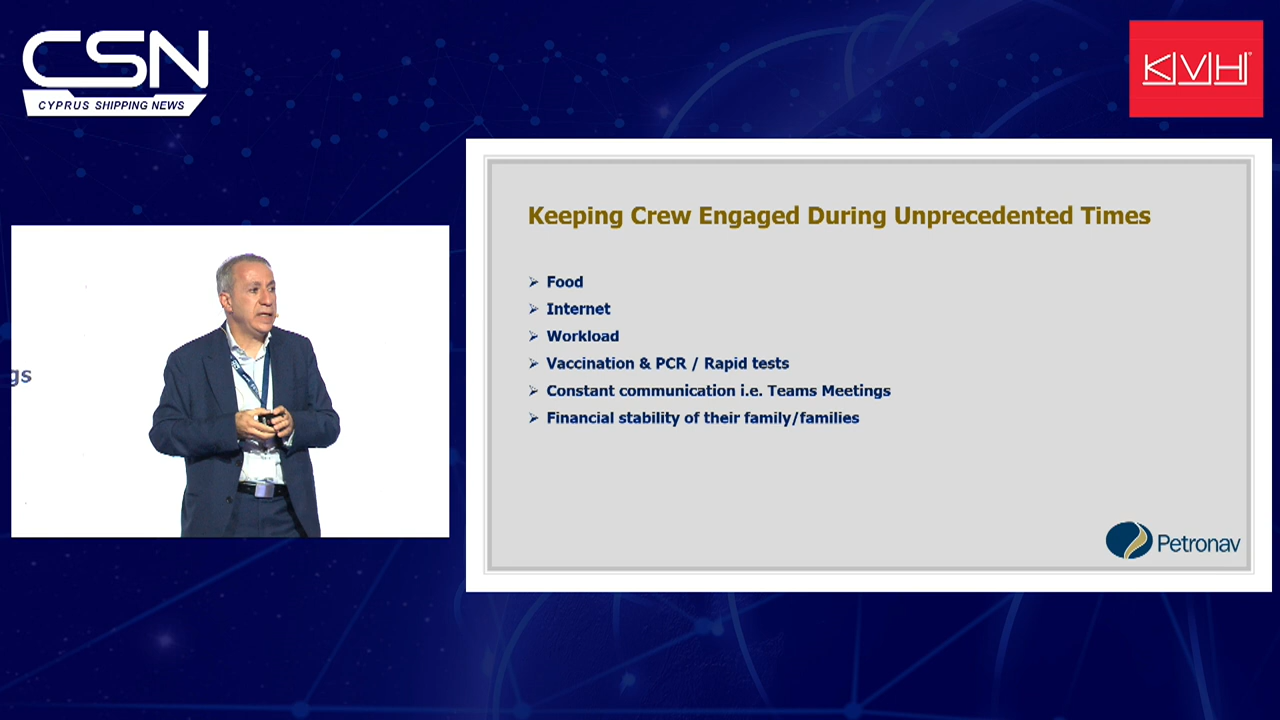 CSN
CYPRUS SHIPPING NEWS
KVH
gs
Keeping Crew Engaged During Unprecedented Times
Food
Internet
Workload
Vaccination & PCR / Rapid tests
Constant communication i.e. Teams Meetings
Financial stability of their family/families
Petronav